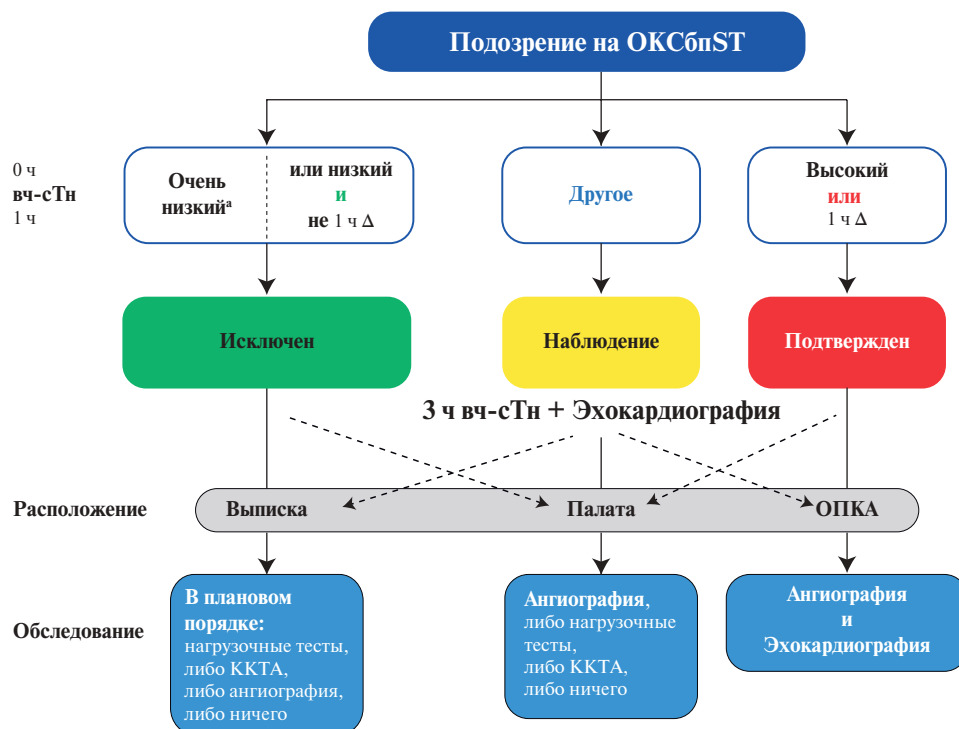 Подозрение на ОКСбпST
0 ч
вч-сТн
1 ч
Очень
низкийª
или низкий
и
не 1 ч Δ
Другое
Высокий
или
1 ч Δ
Исключен
Наблюдение
Подтвержден
3 ч вч-сТн + Эхокардиография
Расположение
Выписка
Палата
ОПКА
Обследование
В плановом
порядке:
нагрузочные тесты,
либо ККТА,
либо ангиография,
либо ничего
Ангиография,
либо нагрузочные
тесты,
либо ККТА,
либо ничего
Ангиография
и
Эхокардиография